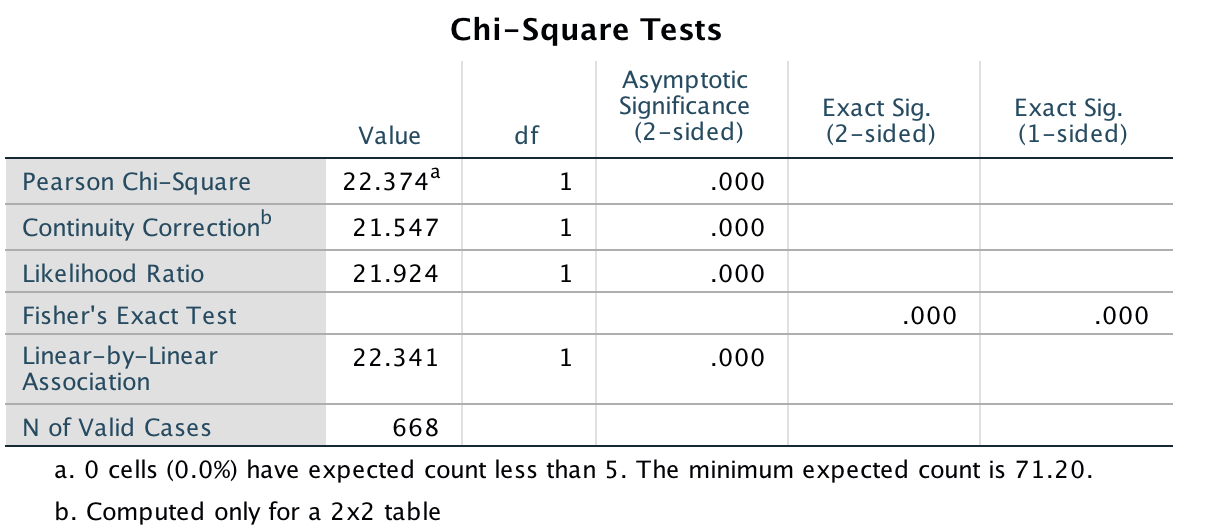 Chi-Square Tests
Value df Asymptotic Significance (2-sided) Exact Sig. (2-sided) Exact Sig. (1-sided)
Pearson Chi-Square 22.374a 1 .000
Continuity Correctionb 21.547 1 .000
Likelihood Ratio 21.924 1 .000
Fisher's Exact Test .000 .000
Linear-by-Linear Association 22.341 1 .000
N of Valid Cases 668
a. 0 cells (0.0%) have expected count less than 5. The minimum expected count is 71.20.
b. Computed only for a 2x2 table